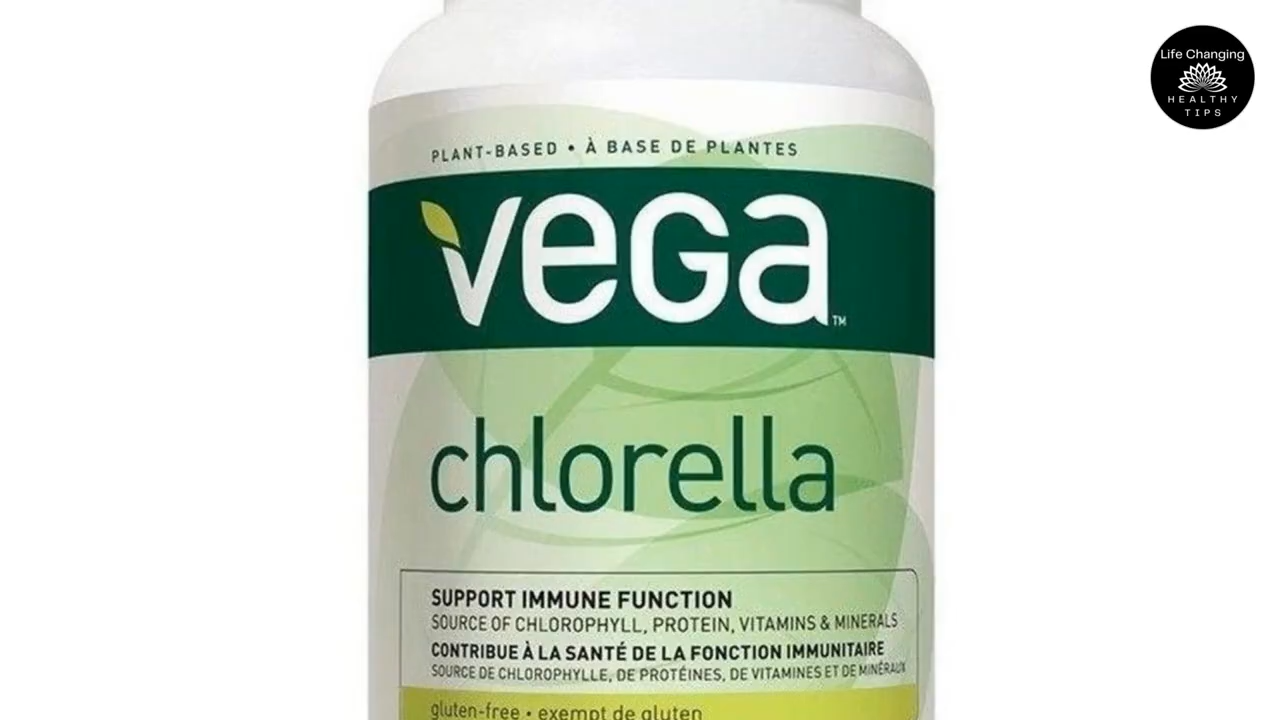 Life Changing
HEALTHY
TIPS
PLANT-BASED • À BASE DE PLANTES
vega™
chlorella
SUPPORT IMMUNE FUNCTION
SOURCE OF CHLOROPHYLL, PROTEIN, VITAMINS & MINERALS
CONTRIBUE À LA SANTÉ DE LA FONCTION IMMUNITAIRE
SOURCE DE CHLOROPHYLLE, DE PROTÉINES, DE VITAMINES ET DE MINÉRAUX
gluten-free • exempt de gluten